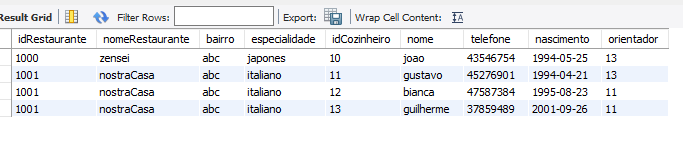 Result Grid Filter Rows: Export: Wrap Cell Content:
idRestaurante nomeRestaurante bairro especialidade idCozinheiro nome telefone nascimento orientador
1000 zensei abc japones 10 joao 43546754 1994-05-25 13
1001 nostraCasa abc italiano 11 gustavo 45276901 1994-04-21 13
1001 nostraCasa abc italiano 12 bianca 47587384 1995-08-23 11
1001 nostraCasa abc italiano 13 guilherme 37859489 2001-09-26 11